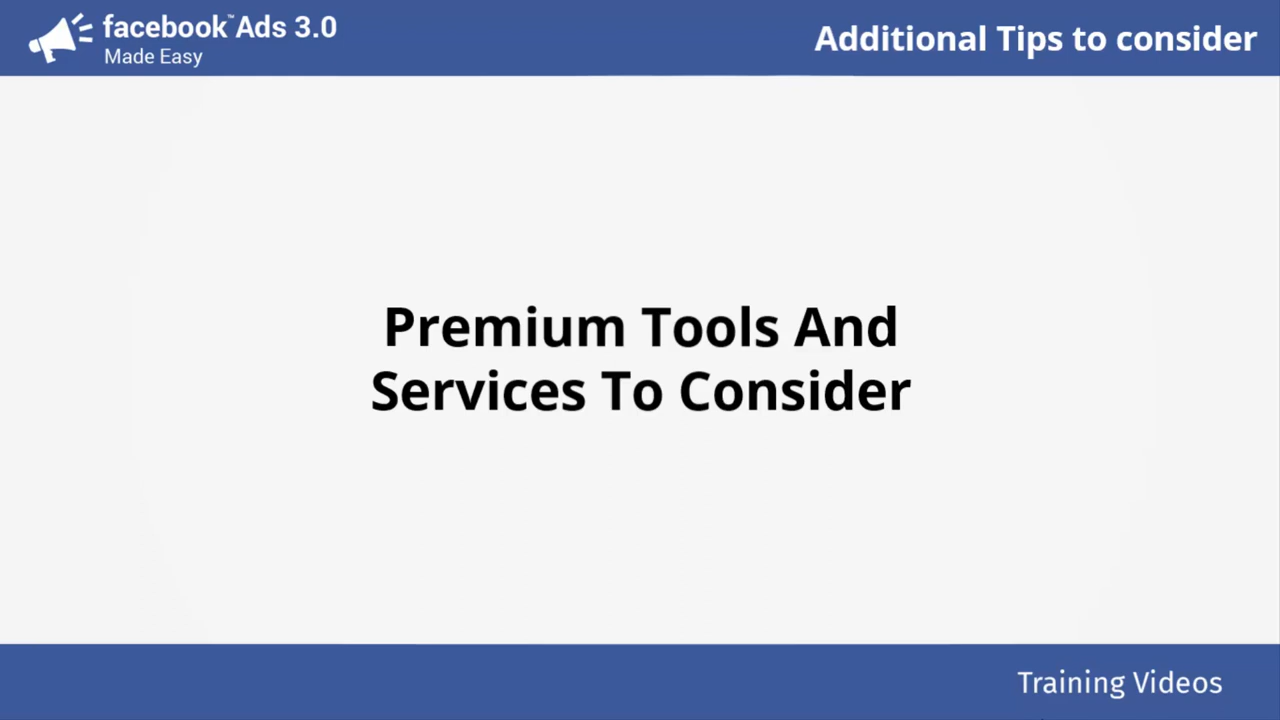 facebook™ Ads 3.0
Made Easy
Additional Tips to consider
Premium Tools And
Services To Consider
Training Videos